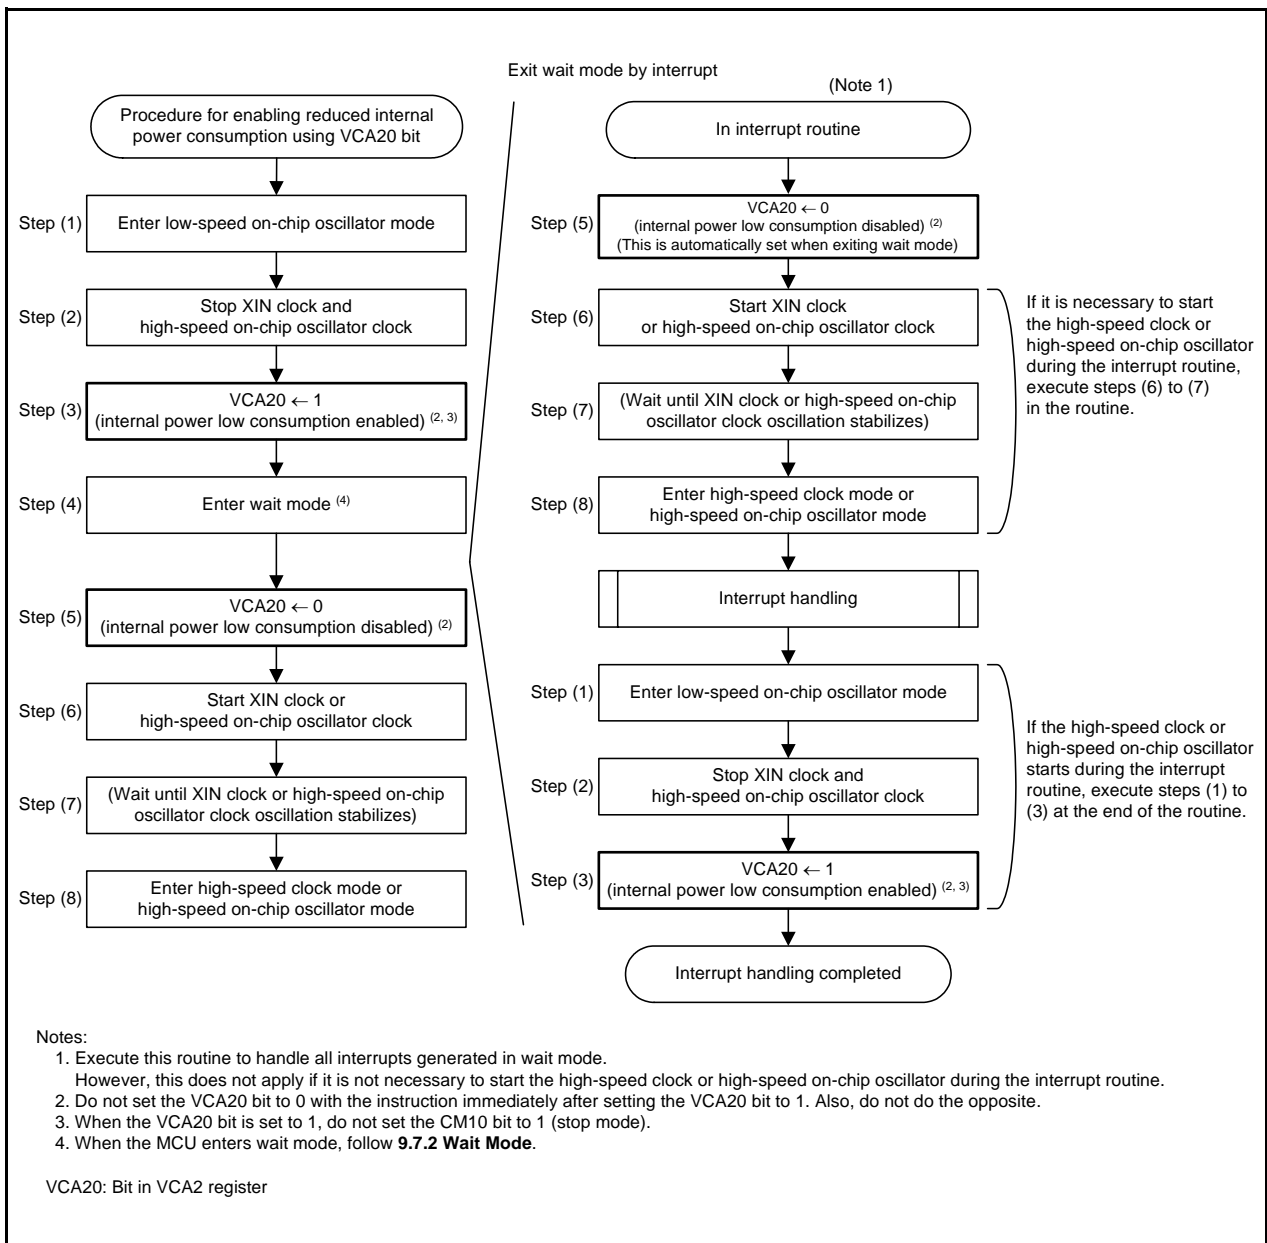 Exit wait mode by interrupt
Procedure for enabling reduced internal
power consumption using VCA20 bit
Step (1)
Enter low-speed on-chip oscillator mode
Step (2)
Stop XIN clock and
high-speed on-chip oscillator clock
Step (3)
VCA20 ← 1
(internal power low consumption enabled) (2, 3)
Step (4)
Enter wait mode (4)
Step (5)
VCA20 ← 0
(internal power low consumption disabled) (2)
Step (6)
Start XIN clock or
high-speed on-chip oscillator clock
Step (7)
(Wait until XIN clock or high-speed on-chip
oscillator clock oscillation stabilizes)
Step (8)
Enter high-speed clock mode or
high-speed on-chip oscillator mode
(Note 1)
In interrupt routine
Step (5)
VCA20 ← 0
(internal power low consumption disabled) (2)
(This is automatically set when exiting wait mode)
Step (6)
Start XIN clock
or high-speed on-chip oscillator clock
Step (7)
(Wait until XIN clock or high-speed on-chip
oscillator clock oscillation stabilizes)
Step (8)
Enter high-speed clock mode or
high-speed on-chip oscillator mode
If it is necessary to start
the high-speed clock or
high-speed on-chip oscillator
during the interrupt routine,
execute steps (6) to (7)
in the routine.
Interrupt handling
Step (1)
Enter low-speed on-chip oscillator mode
Step (2)
Stop XIN clock and
high-speed on-chip oscillator clock
Step (3)
VCA20 ← 1
(internal power low consumption enabled) (2, 3)
If the high-speed clock or
high-speed on-chip oscillator
starts during the interrupt
routine, execute steps (1) to
(3) at the end of the routine.
Interrupt handling completed
Notes:
1. Execute this routine to handle all interrupts generated in wait mode.
However, this does not apply if it is not necessary to start the high-speed clock or high-speed on-chip oscillator during the interrupt routine.
2. Do not set the VCA20 bit to 0 with the instruction immediately after setting the VCA20 bit to 1. Also, do not do the opposite.
3. When the VCA20 bit is set to 1, do not set the CM10 bit to 1 (stop mode).
4. When the MCU enters wait mode, follow 9.7.2 Wait Mode.
VCA20: Bit in VCA2 register